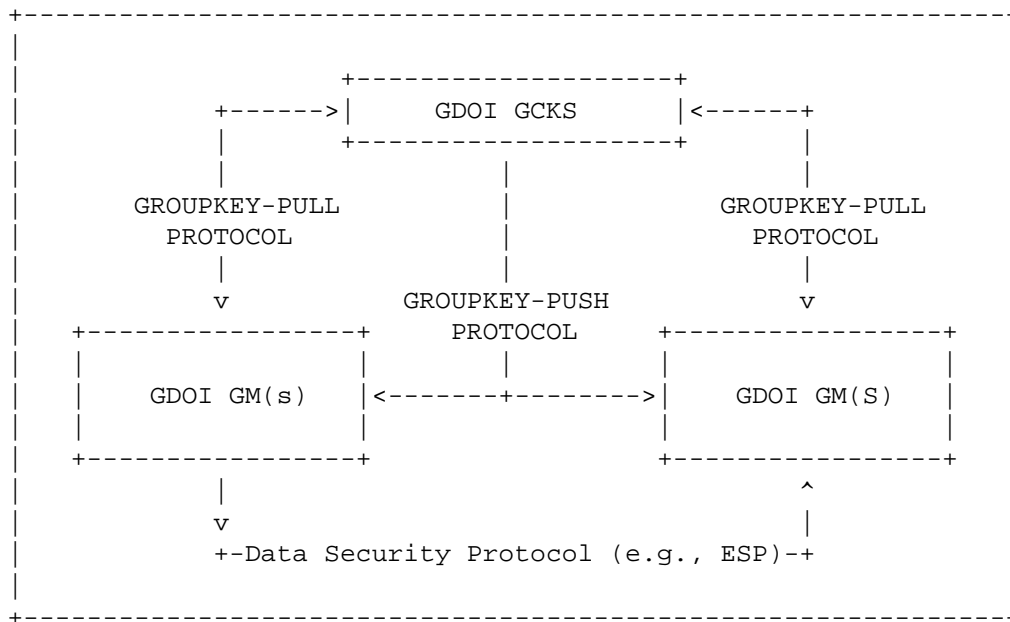 GDOI GCKS
GROUPKEY-PULL GROUPKEY-PULL
PROTOCOL PROTOCOL
GROUPKEY-PUSH
PROTOCOL
GDOI GM(s) GDOI GM(S)
Data Security Protocol (e.g., ESP)